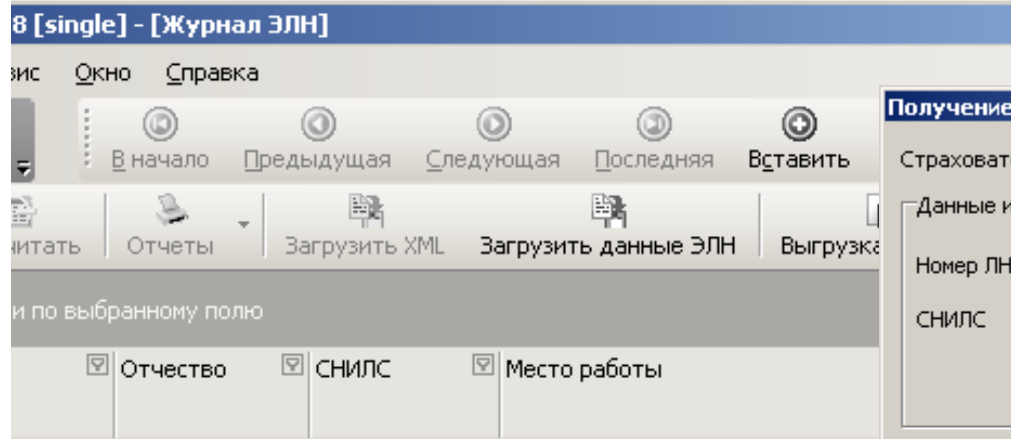 8 [single] - [Журнал ЭЛН]
вис Окно Справка
В начало Предыдущая Следующая Последняя Вставить
читать Отчеты Загрузить XML Загрузить данные ЭЛН Выгрузка
и по выбранному полю
Отчество СНИЛС Место работы
Получение
Страховат
Данные и
Номер ЛН
СНИЛС